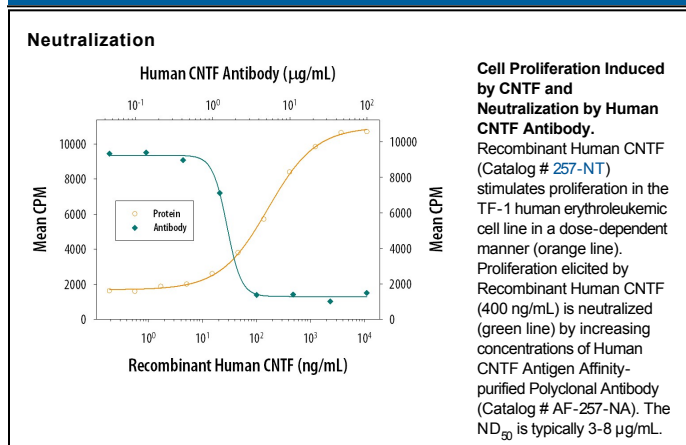 Neutralization
Human CNTF Antibody (µg/mL)
10⁻¹ 10⁰ 10¹ 10²
10000
8000
6000
4000
2000
0
Mean CPM
Protein
Antibody
10000
8000
6000
4000
2000
0
Mean CPM
10⁰ 10¹ 10² 10³ 10⁴
Recombinant Human CNTF (ng/mL)
Cell Proliferation Induced
by CNTF and
Neutralization by Human
CNTF Antibody.
Recombinant Human CNTF
(Catalog # 257-NT)
stimulates proliferation in the
TF-1 human erythroleukemic
cell line in a dose-dependent
manner (orange line).
Proliferation elicited by
Recombinant Human CNTF
(400 ng/mL) is neutralized
(green line) by increasing
concentrations of Human
CNTF Antigen Affinity-
purified Polyclonal Antibody
(Catalog # AF-257-NA). The
ND₅₀ is typically 3-8 µg/mL.